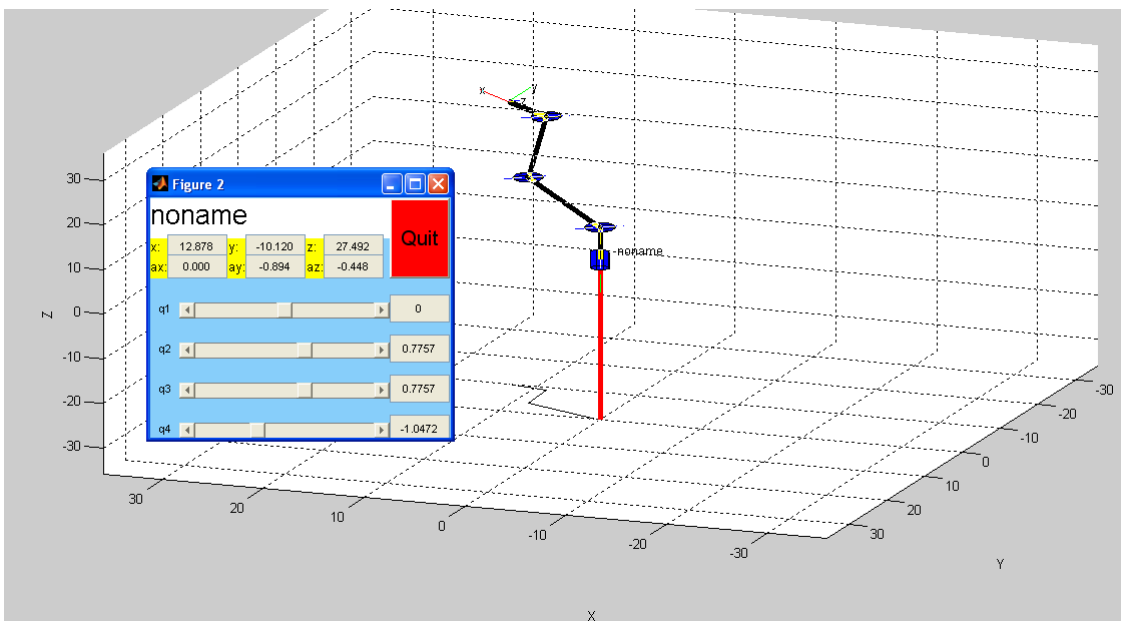 x y
z
noname
Figure 2
noname
Quit
x: 12.878 y: -10.120 z: 27.492
ax: 0.000 ay: -0.894 az: -0.448
q1 0
q2 0.7757
q3 0.7757
q4 -1.0472
Z
30
20
10
0
-10
-20
-30
30
20
10
0
-10
-20
-30
X
30
20
10
0
-10
-20
-30
Y